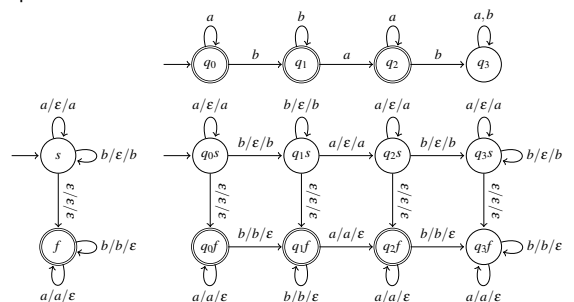 a b a a,b
q0 b q1 a q2 b q3
a/ε/a a/ε/a b/ε/b a/ε/a a/ε/a
s b/ε/b q0s b/ε/b q1s a/ε/a q2s b/ε/b q3s b/ε/b
ε/ε/ε ε/ε/ε ε/ε/ε ε/ε/ε ε/ε/ε
f b/b/ε q0f b/b/ε q1f a/a/ε q2f b/b/ε q3f b/b/ε
a/a/ε a/a/ε b/b/ε a/a/ε a/a/ε